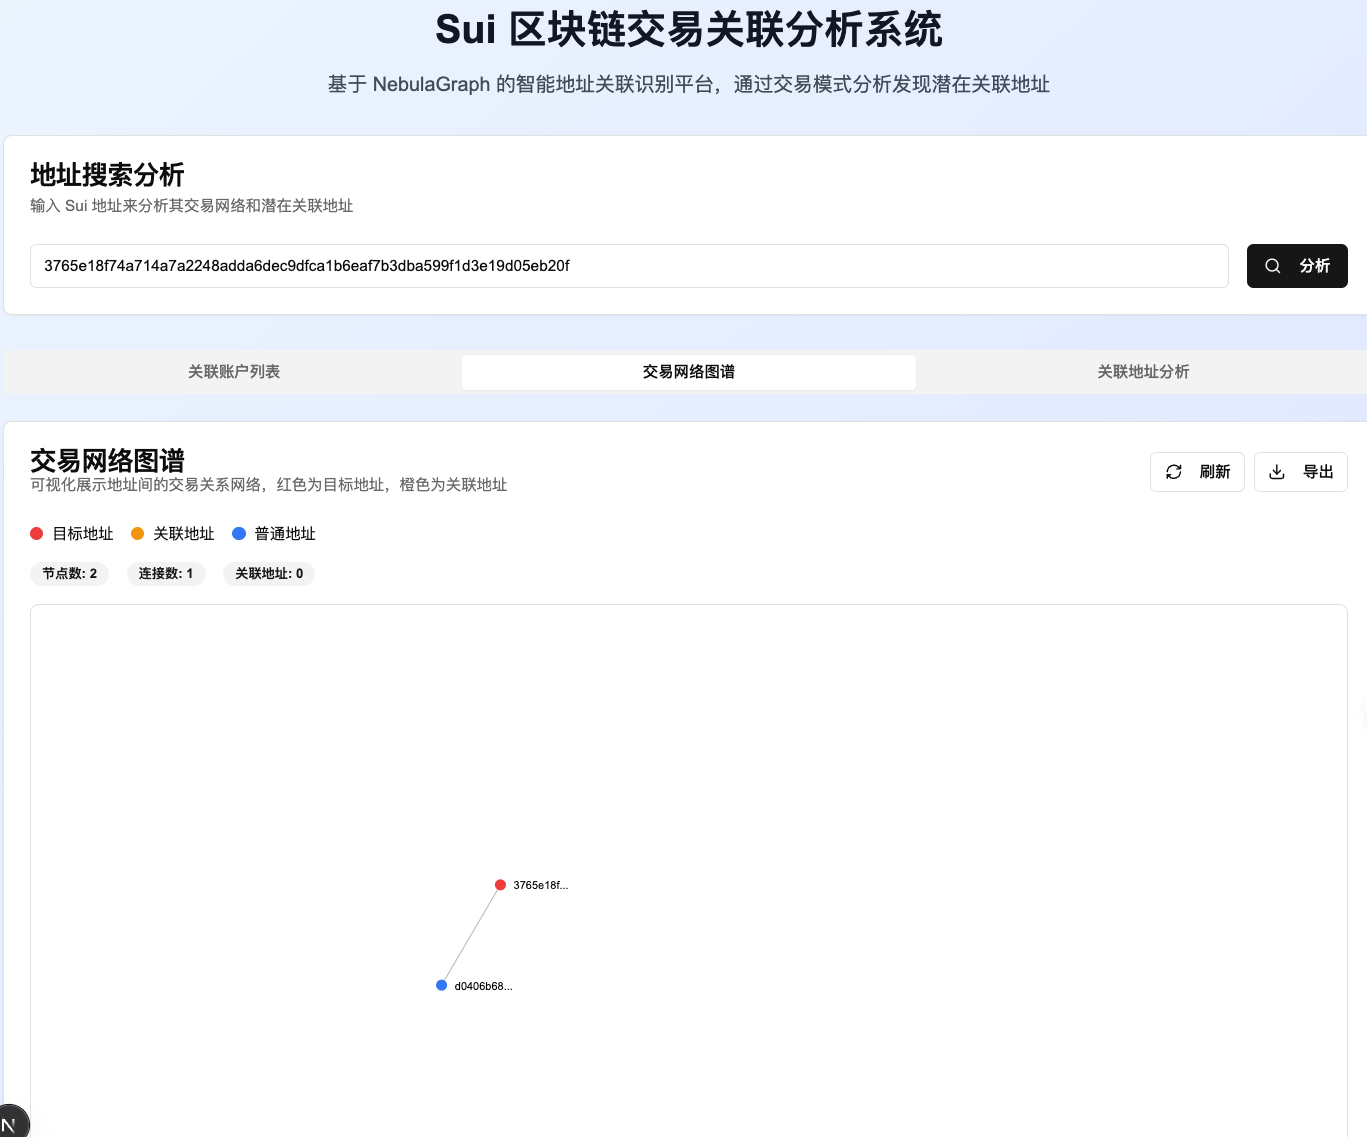 Sui 区块链交易关联分析系统
基于 NebulaGraph 的智能地址关联识别平台，通过交易模式分析发现潜在关联地址
地址搜索分析
输入 Sui 地址来分析其交易网络和潜在关联地址
3765e18f74a714a7a2248adda6dec9dfca1b6eaf7b3dba599f1d3e19d05eb20f
分析
关联账户列表
交易网络图谱
关联地址分析
交易网络图谱
可视化展示地址间的交易关系网络，红色为目标地址，橙色为关联地址
刷新
导出
目标地址
关联地址
普通地址
节点数: 2
连接数: 1
关联地址: 0
3765e18f...
d0406b68...
N